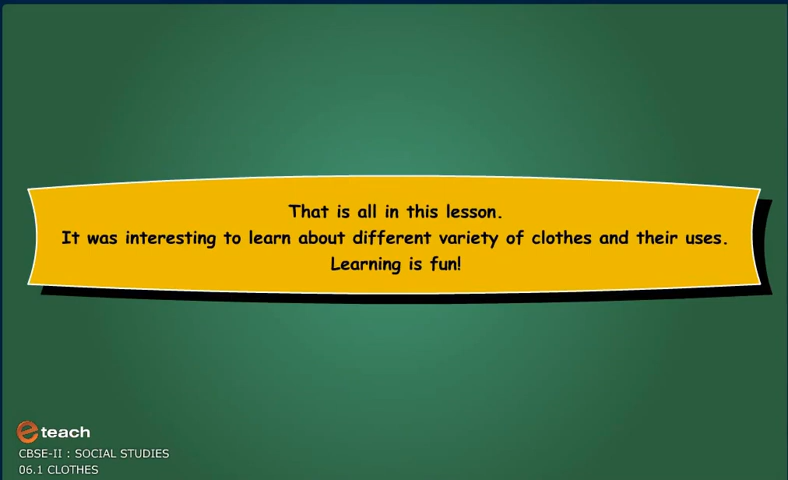 That is all in this lesson.
It was interesting to learn about different variety of clothes and their uses.
Learning is fun!
e teach
CBSE-II : SOCIAL STUDIES
06.1 CLOTHES